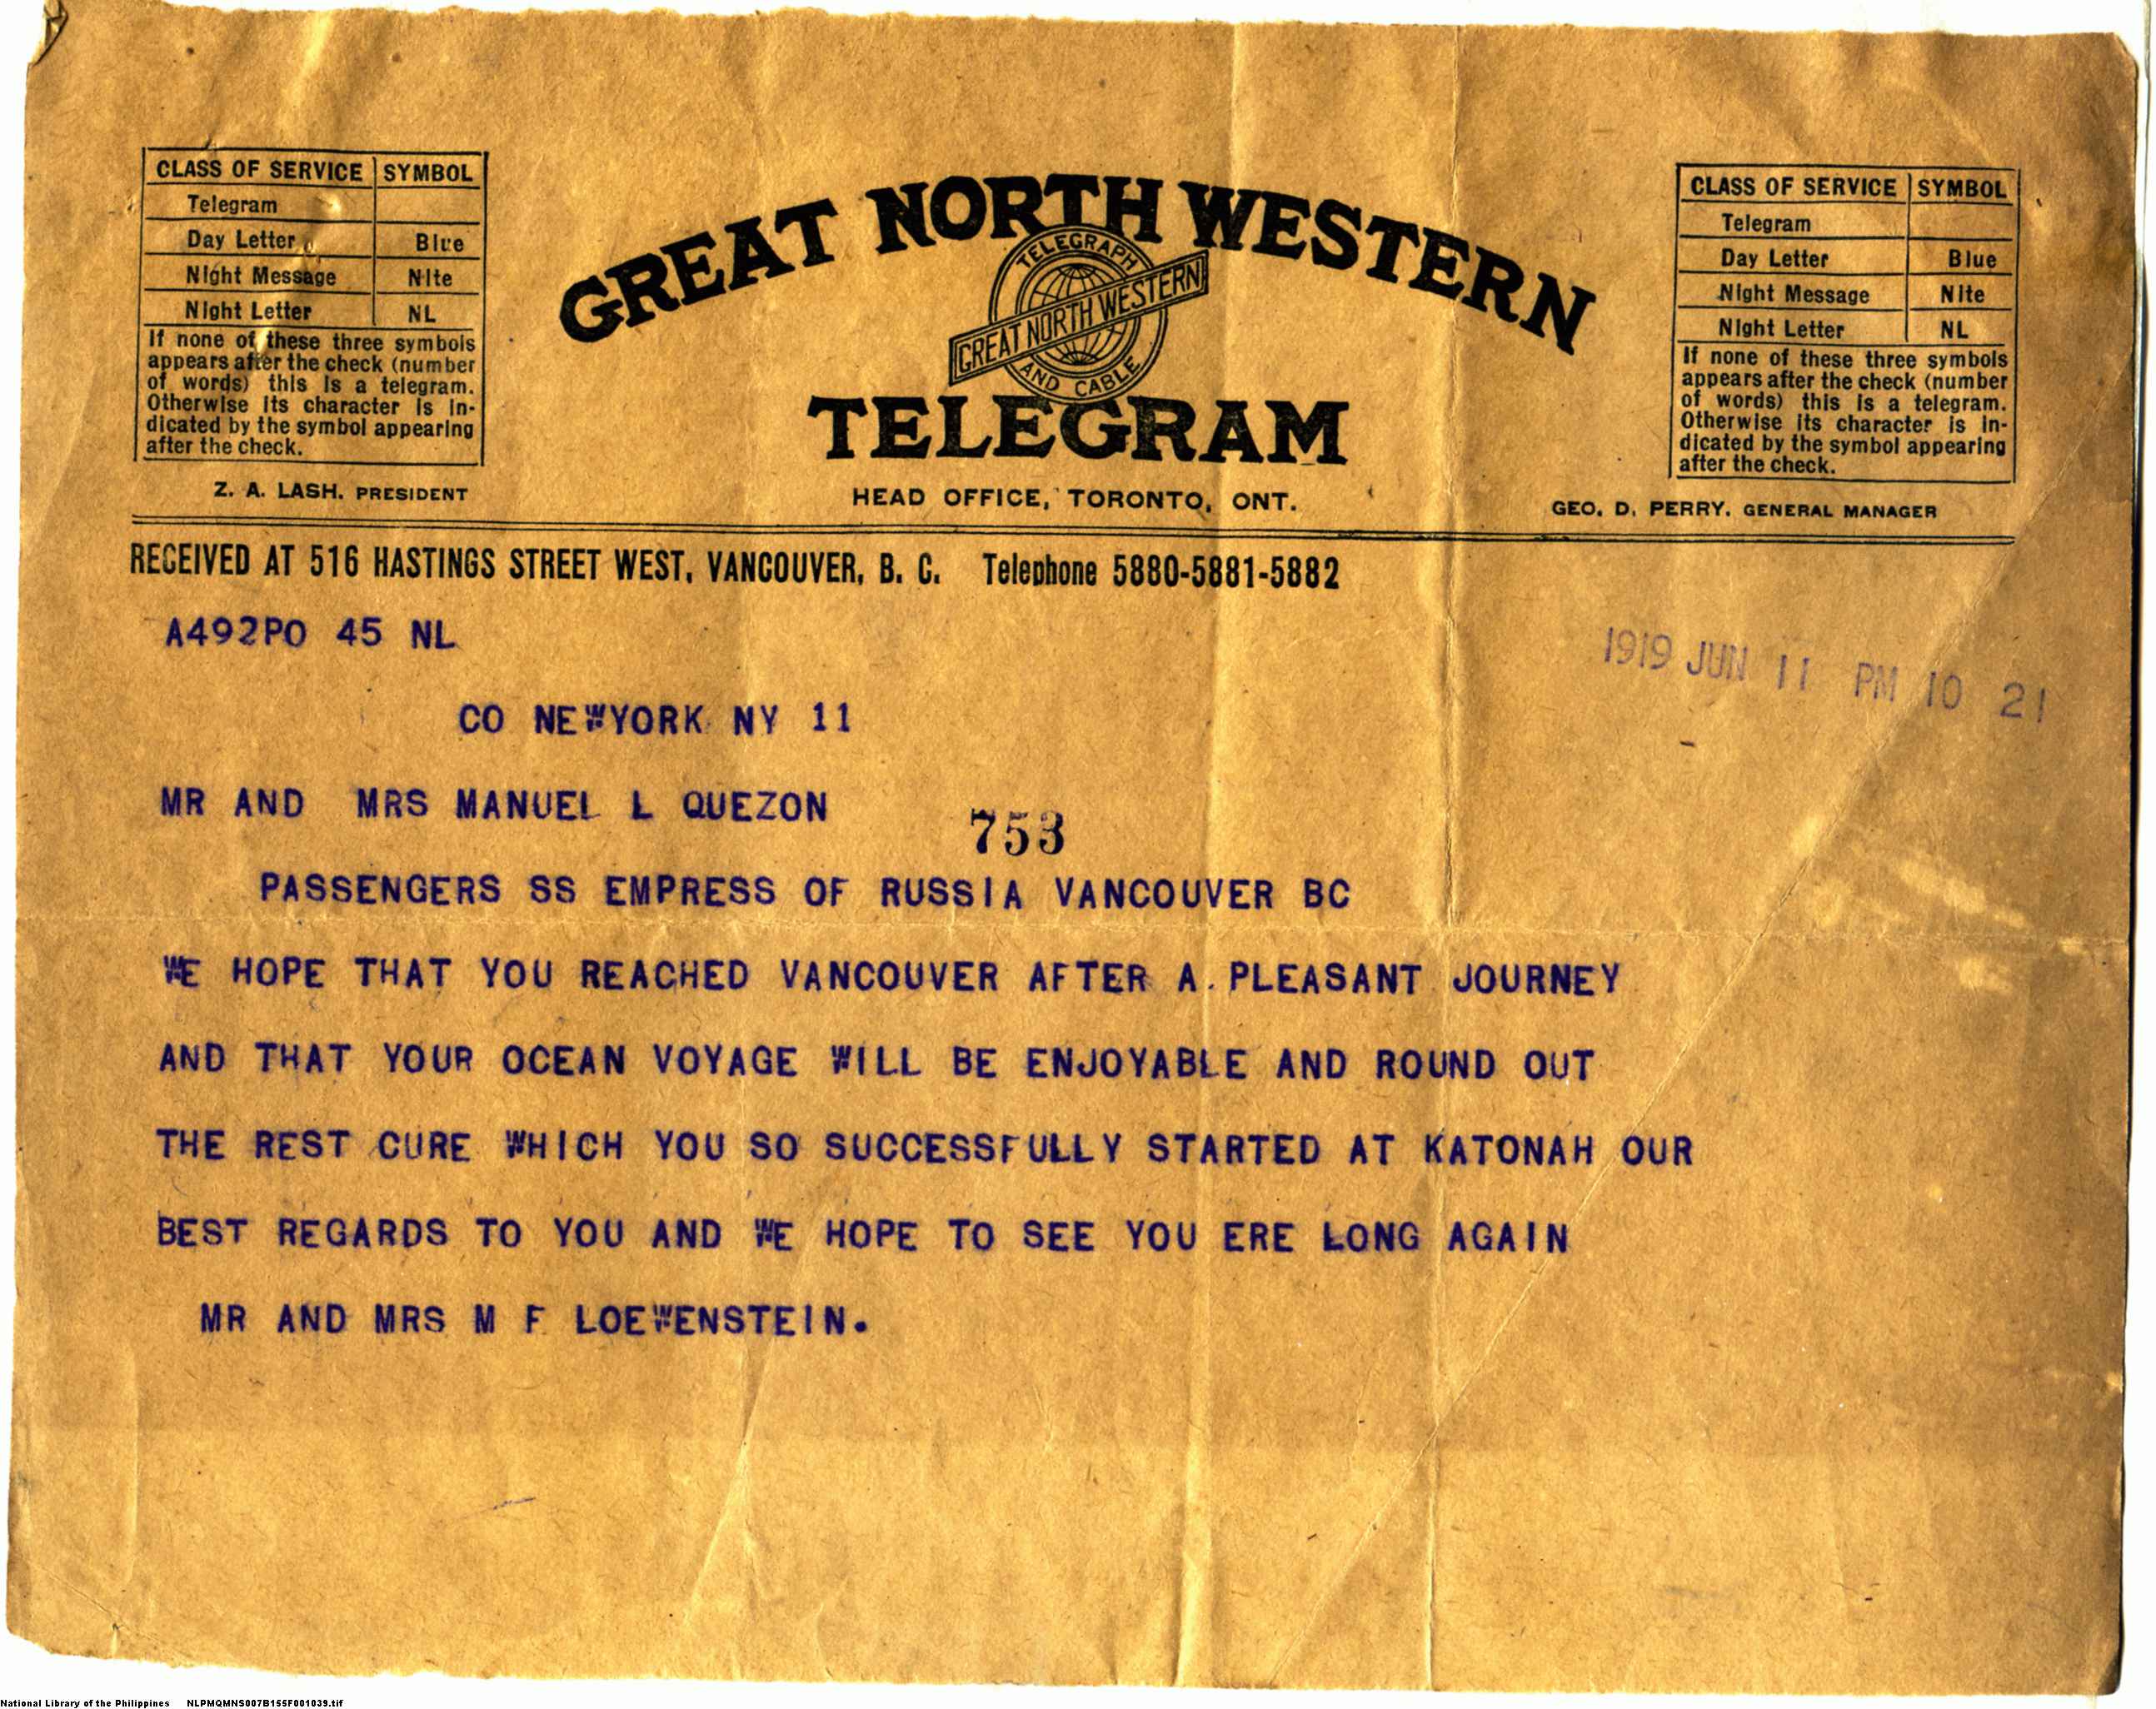 CLASS OF SERVICE SYMBOL
Telegram
Day Letter Blue
Night Message Nite
Night Letter NL
If none of these three symbols
appears after the check (number
of words) this is a telegram.
Otherwise its character is in-
dicated by the symbol appearing
after the check.
Z. A. LASH. PRESIDENT
GREAT NORTH WESTERN
TELEGRAPH
GREAT NORTH WESTERN
AND CABLE
TELEGRAM
HEAD OFFICE, TORONTO, ONT.
CLASS OF SERVICE SYMBOL
Telegram
Day Letter Blue
Night Message Nite
Night Letter NL
If none of these three symbols
appears after the check (number
of words) this is a telegram.
Otherwise its character is in-
dicated by the symbol appearing
after the check.
GEO. D. PERRY. GENERAL MANAGER
RECEIVED AT 516 HASTINGS STREET WEST, VANCOUVER, B. C. Telephone 5880-5881-5882
A492PO 45 NL
1919 JUN 11 PM 10 21
CO NEWYORK NY 11
MR AND MRS MANUEL L QUEZON
753
PASSENGERS SS EMPRESS OF RUSSIA VANCOUVER BC
WE HOPE THAT YOU REACHED VANCOUVER AFTER A PLEASANT JOURNEY
AND THAT YOUR OCEAN VOYAGE WILL BE ENJOYABLE AND ROUND OUT
THE REST CURE WHICH YOU SO SUCCESSFULLY STARTED AT KATONAH OUR
BEST REGARDS TO YOU AND WE HOPE TO SEE YOU ERE LONG AGAIN
MR AND MRS M F LOEWENSTEIN.
National Library of the Philippines NLPMQMNS007B155F001039.tif